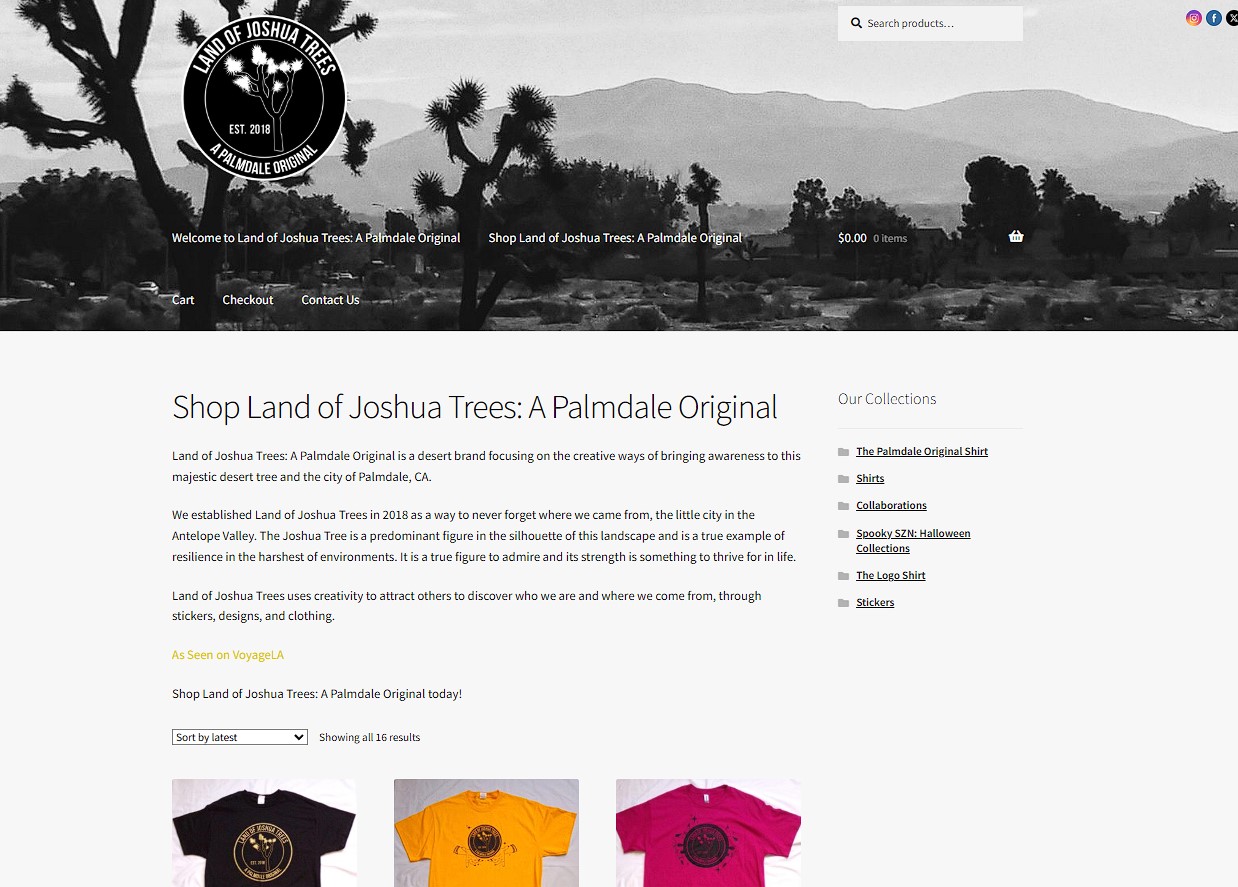 LAND OF JOSHUA TREES
EST. 2018
A PALMDALE ORIGINAL
Search products…
Welcome to Land of Joshua Trees: A Palmdale Original
Shop Land of Joshua Trees: A Palmdale Original
$0.00 0 items
Cart
Checkout
Contact Us
Shop Land of Joshua Trees: A Palmdale Original
Land of Joshua Trees: A Palmdale Original is a desert brand focusing on the creative ways of bringing awareness to this
majestic desert tree and the city of Palmdale, CA.
We established Land of Joshua Trees in 2018 as a way to never forget where we came from, the little city in the
Antelope Valley. The Joshua Tree is a predominant figure in the silhouette of this landscape and is a true example of
resilience in the harshest of environments. It is a true figure to admire and its strength is something to thrive for in life.
Land of Joshua Trees uses creativity to attract others to discover who we are and where we come from, through
stickers, designs, and clothing.
As Seen on VoyageLA
Shop Land of Joshua Trees: A Palmdale Original today!
Sort by latest
Showing all 16 results
Our Collections
The Palmdale Original Shirt
Shirts
Collaborations
Spooky SZN: Halloween
Collections
The Logo Shirt
Stickers
LAND OF JOSHUA TREES
EST. 2018
A PALMDALE ORIGINAL